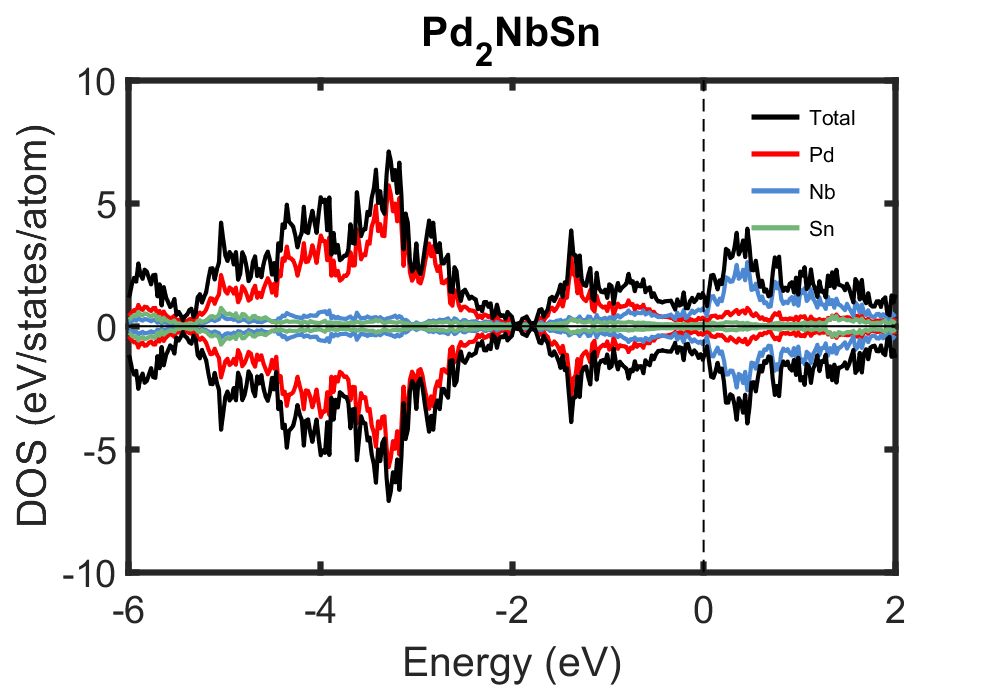 Pd2NbSn
10
5
0
0
-5
-10
DOS (eV/states/atom)
Total
Pd
Nb
Sn
-6
-4
-2
0
2
Energy (eV)